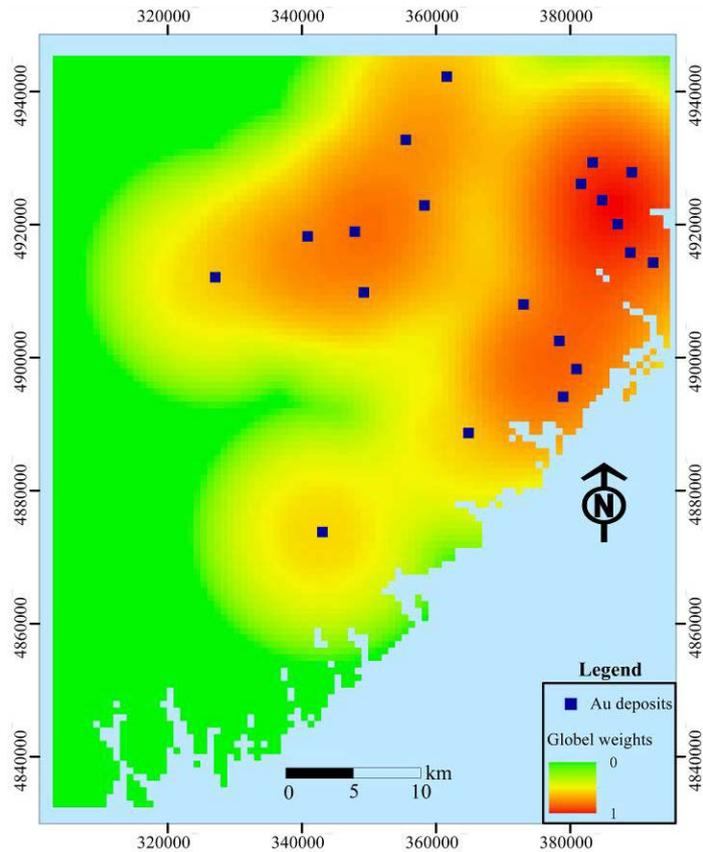 320000 340000 360000 380000
4940000 4940000
4920000 4920000
4900000 4900000
4880000 4880000
N
4860000 4860000
Legend
Au deposits
Globel weights
0
1
4840000 4840000
km
0 5 10
320000 340000 360000 380000